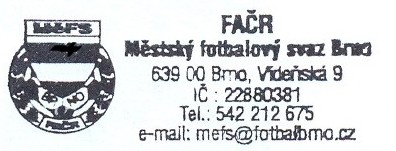 MěFS
FAČR
FAČR
Městský fotbalový svaz Brno
639 00 Brno, Vídeňská 9
IČ : 22880381
Tel.: 542 212 675
e-mail: mefs@fotbalbrno.cz